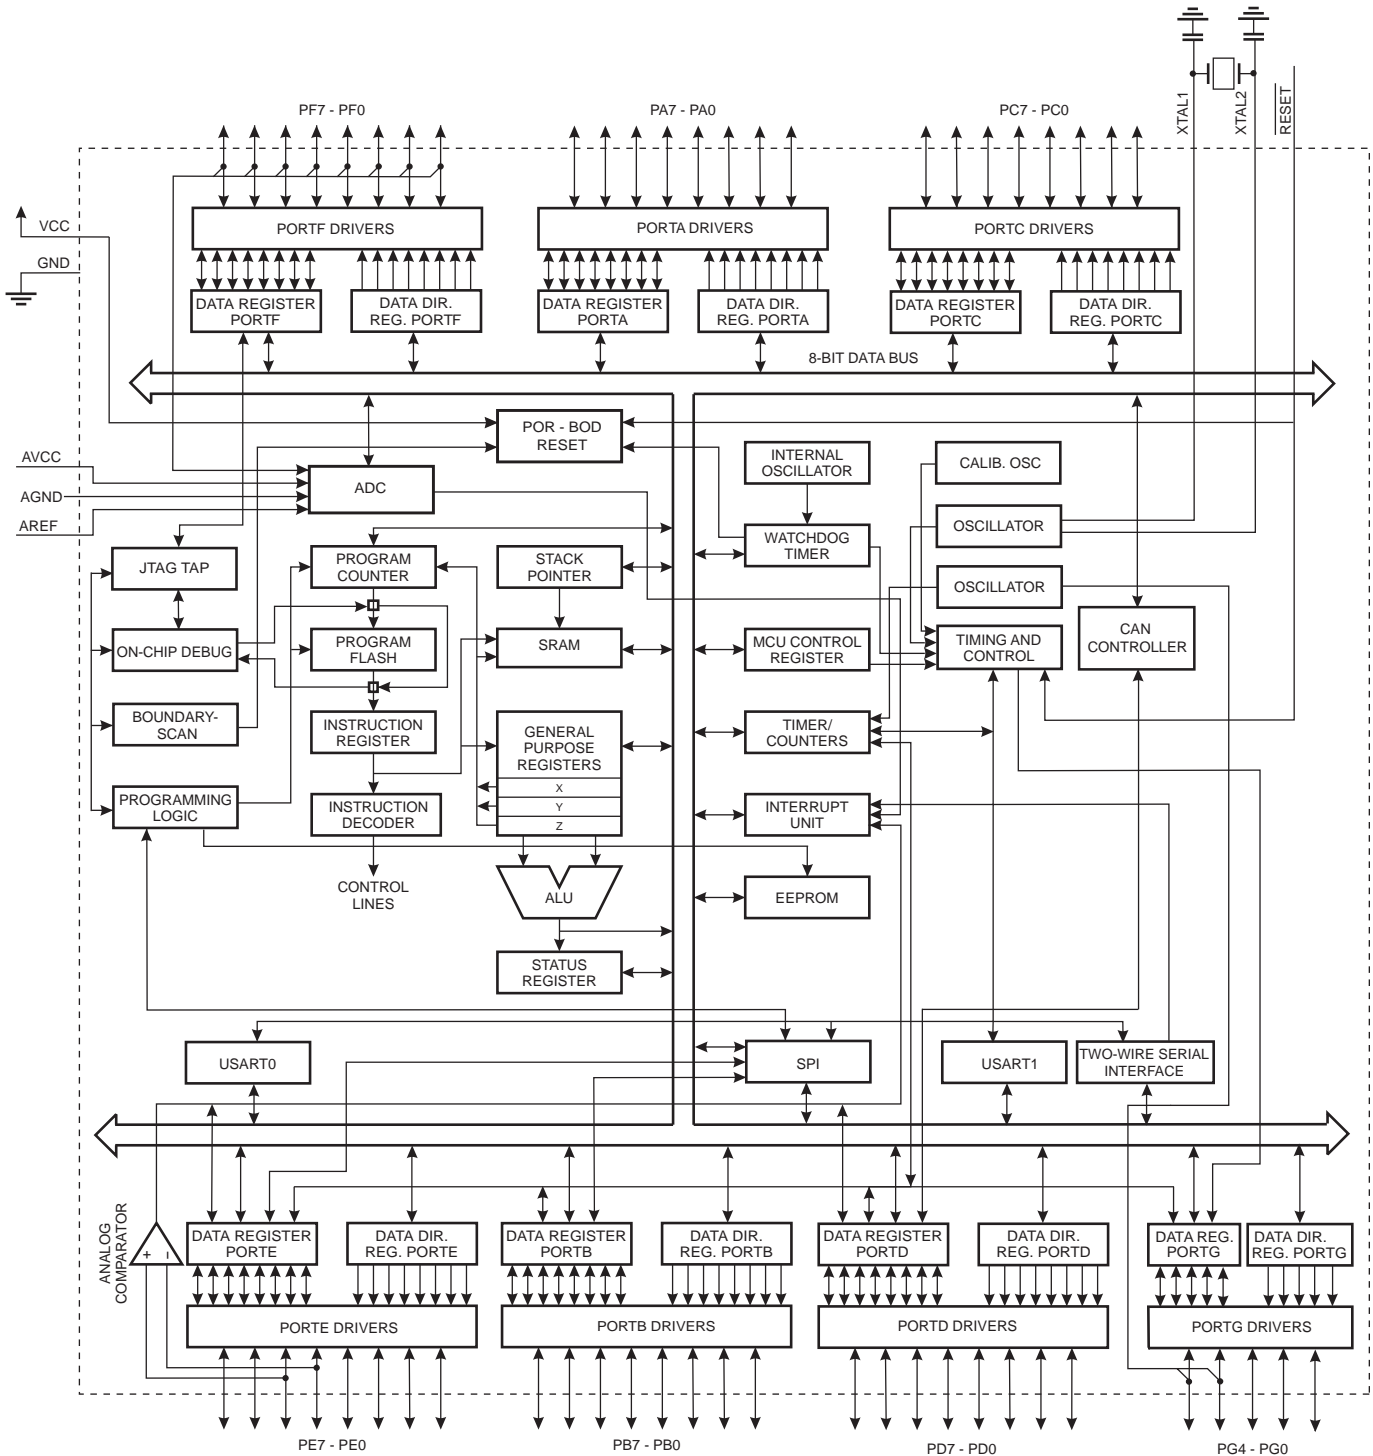 XTAL1
XTAL2
RESET
PF7 - PF0
PA7 - PA0
PC7 - PC0
VCC
GND
PORTF DRIVERS
PORTA DRIVERS
PORTC DRIVERS
DATA REGISTER
PORTF
DATA DIR.
REG. PORTF
DATA REGISTER
PORTA
DATA DIR.
REG. PORTA
DATA REGISTER
PORTC
DATA DIR.
REG. PORTC
8-BIT DATA BUS
POR - BOD
RESET
INTERNAL
OSCILLATOR
CALIB. OSC
AVCC
AGND
AREF
ADC
OSCILLATOR
WATCHDOG
TIMER
JTAG TAP
PROGRAM
COUNTER
STACK
POINTER
OSCILLATOR
ON-CHIP DEBUG
PROGRAM
FLASH
SRAM
MCU CONTROL
REGISTER
TIMING AND
CONTROL
CAN
CONTROLLER
BOUNDARY-
SCAN
INSTRUCTION
REGISTER
GENERAL
PURPOSE
REGISTERS
X
Y
Z
TIMER/
COUNTERS
PROGRAMMING
LOGIC
INSTRUCTION
DECODER
INTERRUPT
UNIT
CONTROL
LINES
ALU
EEPROM
STATUS
REGISTER
USART0
SPI
USART1
TWO-WIRE SERIAL
INTERFACE
ANALOG
COMPARATOR
+
–
DATA REGISTER
PORTE
DATA DIR.
REG. PORTE
DATA REGISTER
PORTB
DATA DIR.
REG. PORTB
DATA REGISTER
PORTD
DATA DIR.
REG. PORTD
DATA REG.
PORTG
DATA DIR.
REG. PORTG
PORTE DRIVERS
PORTB DRIVERS
PORTD DRIVERS
PORTG DRIVERS
PE7 - PE0
PB7 - PB0
PD7 - PD0
PG4 - PG0